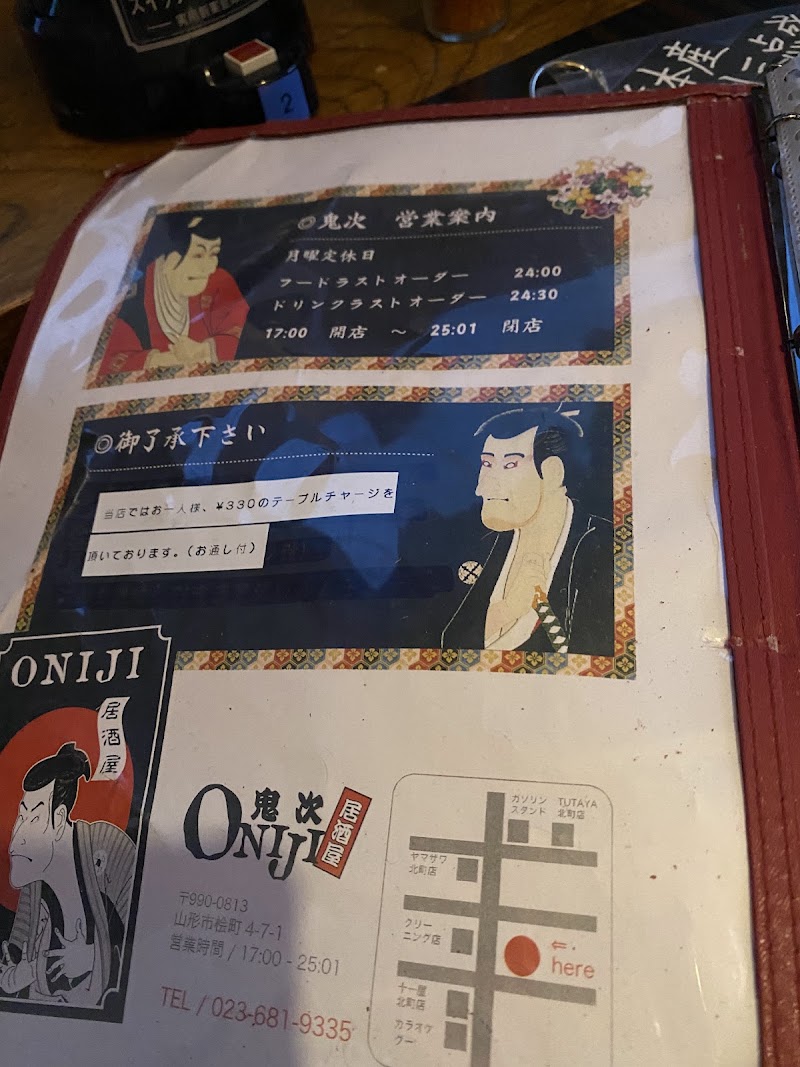 2
本産
一品
◎鬼次 営業案内
月曜定休日
フードラストオーダー 24:00
ドリンクラストオーダー 24:30
17:00 開店 ～ 25:01 閉店
◎御了承下さい
当店ではお一人様、¥330のテーブルチャージを
頂いております。(お通し付)
ONIJI
居酒屋
鬼次
ONIJI
居酒屋
〒990-0813
山形市桧町 4-7-1
営業時間 / 17:00 - 25:01
TEL / 023-681-9335
ガソリン
スタンド
TUTAYA
北町店
ヤマザワ
北町店
クリー
ニング店
⇐・
here
十一屋
北町店
カラオケ
グー